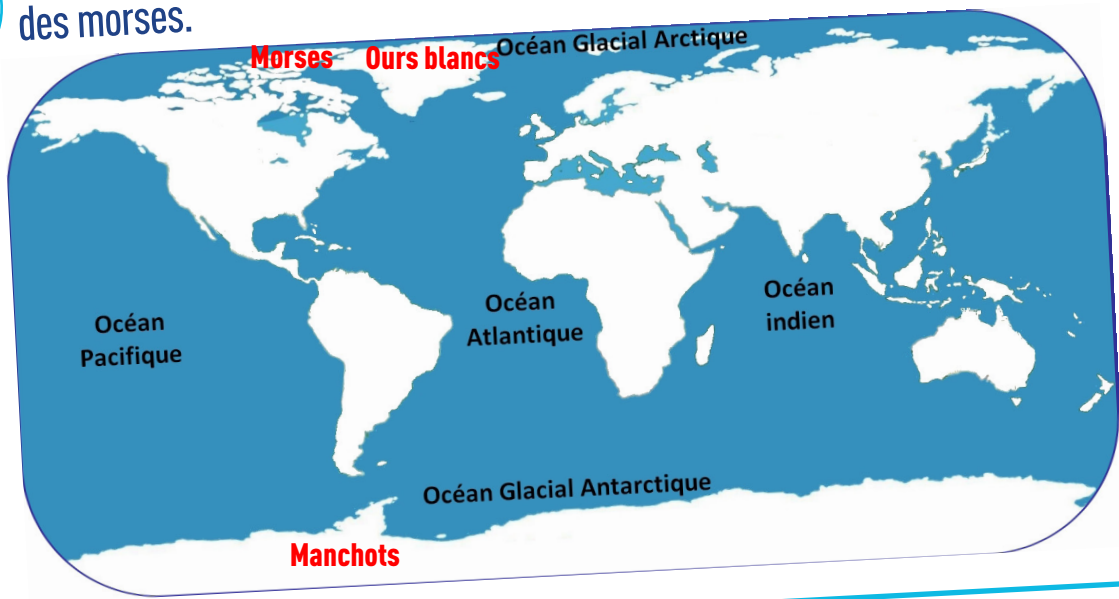 des morses.
Morses
Ours blancs
Océan Glacial Arctique
Océan
Pacifique
Océan
Atlantique
Océan
indien
Océan Glacial Antarctique
Manchots